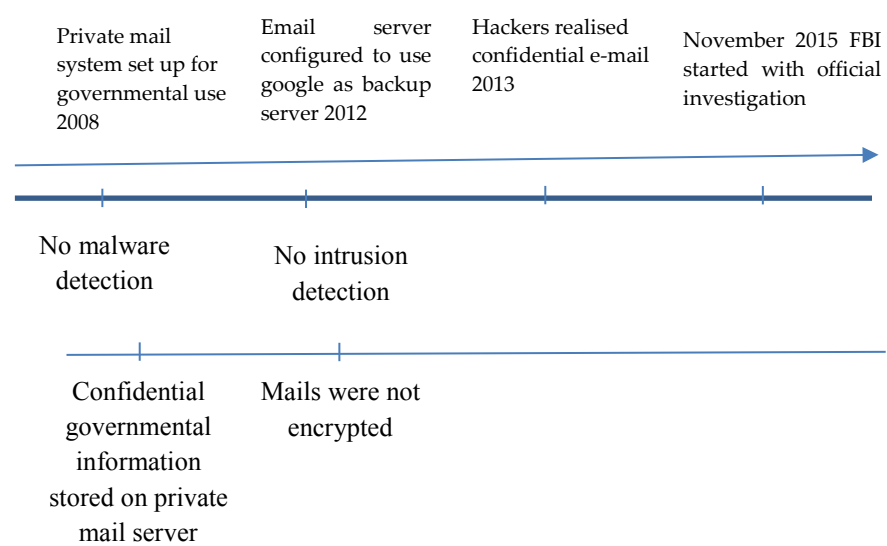 Private mail
system set up for
governmental use
2008
Email server
configured to use
google as backup
server 2012
Hackers realised
confidential e-mail
2013
November 2015 FBI
started with official
investigation
No malware
detection
No intrusion
detection
Confidential
governmental
information
stored on private
mail server
Mails were not
encrypted